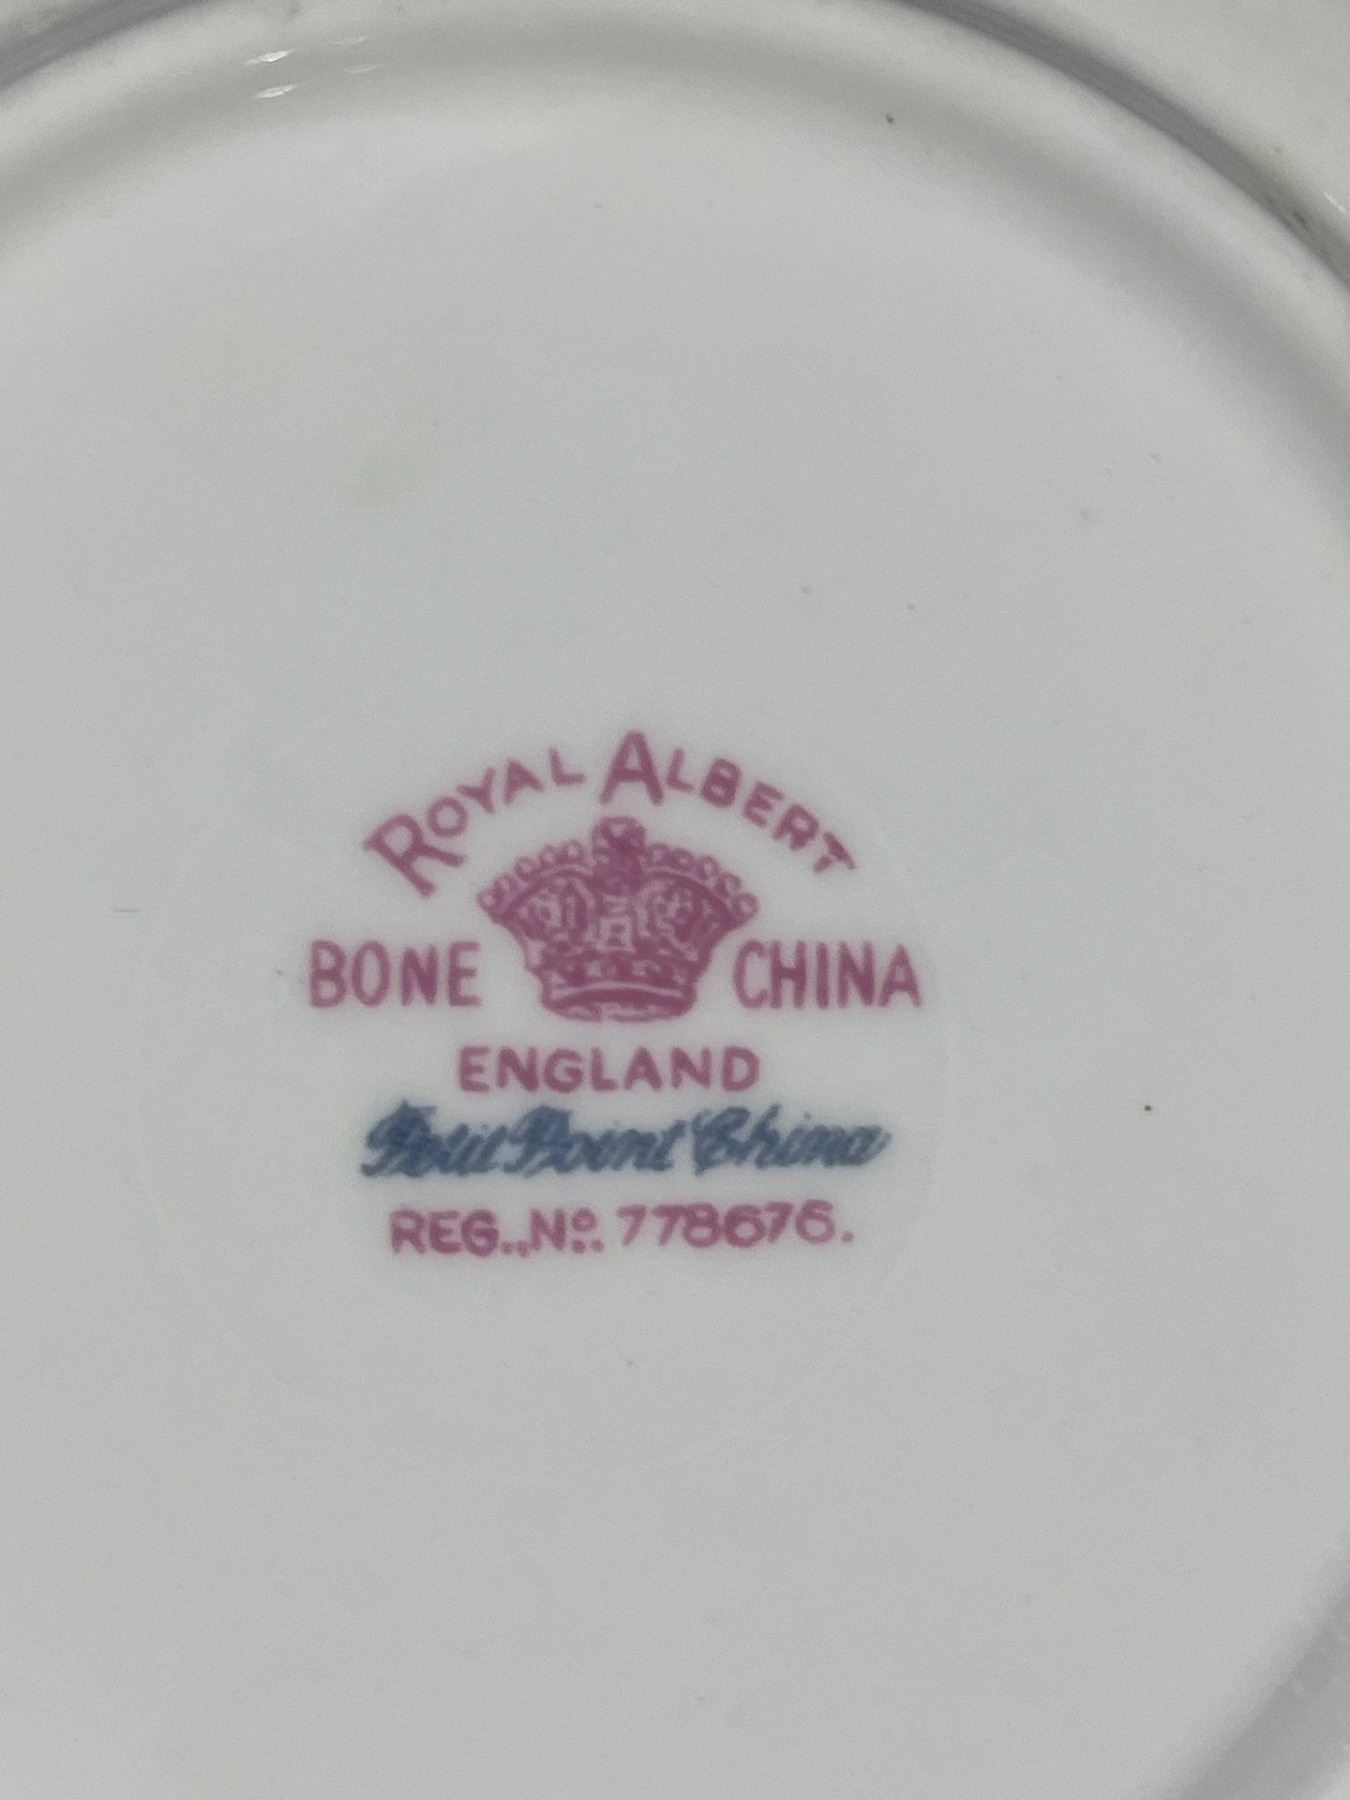 ROYAL ALBERT
BONE CHINA
ENGLAND
Petit Point China
REG., No. 778676.